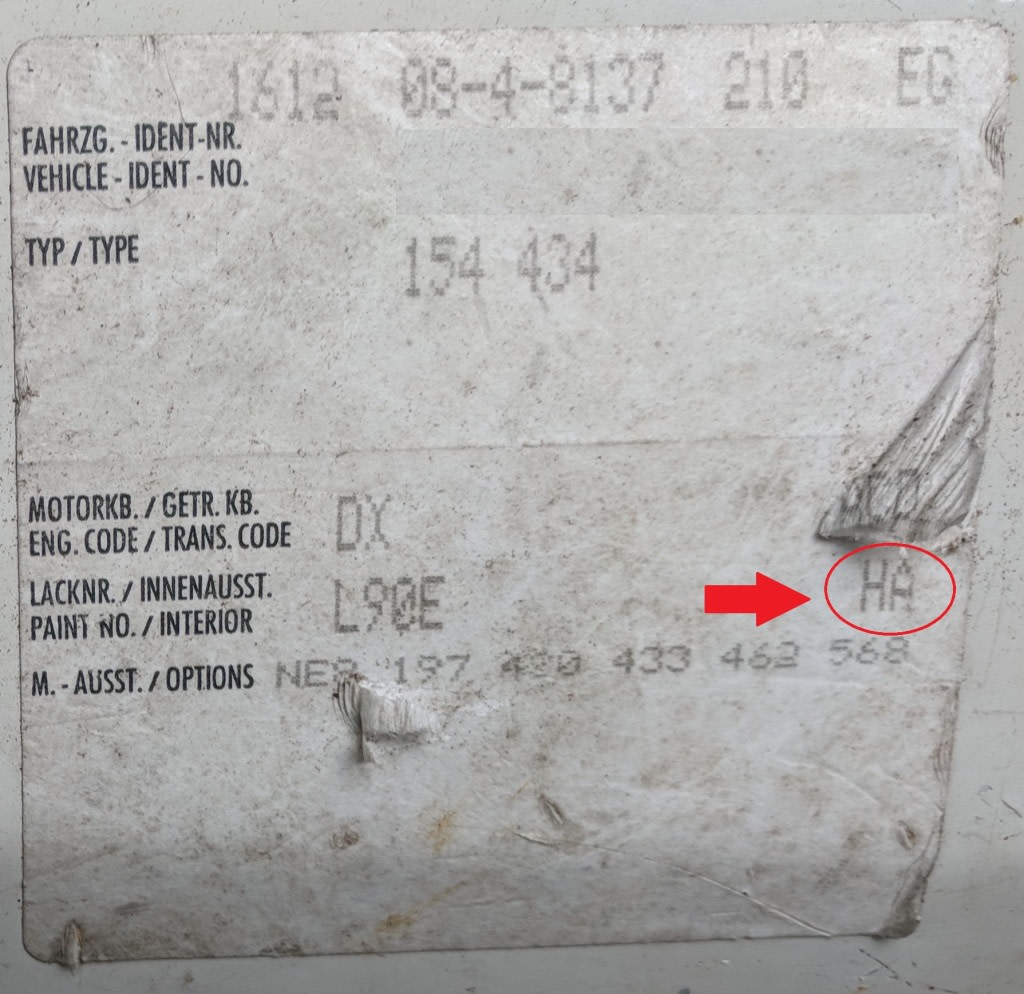 1612 08-4-8137 210 EG
FAHRZG. - IDENT-NR.
VEHICLE - IDENT - NO.
TYP / TYPE 154 434
MOTORKB. / GETR. KB.
ENG. CODE / TRANS. CODE DX
LACKNR. / INNENAUSST.
PAINT NO. / INTERIOR L90E HA
M. - AUSST. / OPTIONS 197 433 462 568